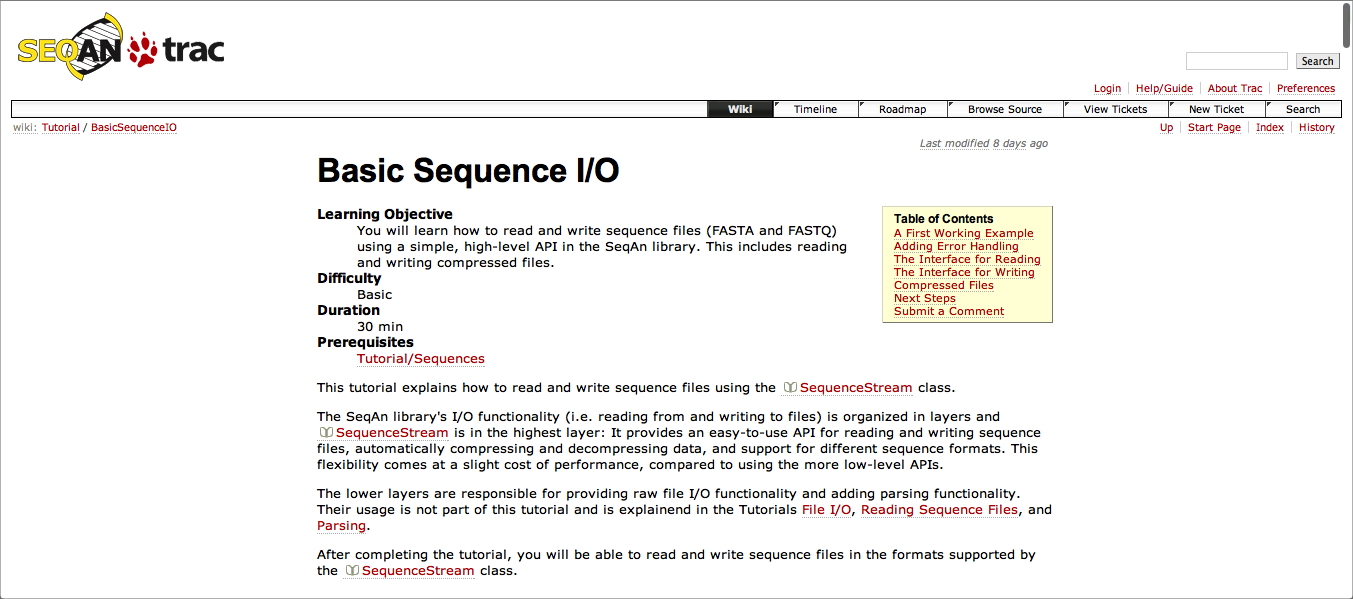 SEQAN trac
Search
Login Help/Guide About Trac Preferences
Wiki Timeline Roadmap Browse Source View Tickets New Ticket Search
wiki: Tutorial / BasicSequenceIO
Up Start Page Index History
Last modified 8 days ago
Basic Sequence I/O
Learning Objective
You will learn how to read and write sequence files (FASTA and FASTQ)
using a simple, high-level API in the SeqAn library. This includes reading
and writing compressed files.
Difficulty
Basic
Duration
30 min
Prerequisites
Tutorial/Sequences
Table of Contents
A First Working Example
Adding Error Handling
The Interface for Reading
The Interface for Writing
Compressed Files
Next Steps
Submit a Comment
This tutorial explains how to read and write sequence files using the SequenceStream class.
The SeqAn library's I/O functionality (i.e. reading from and writing to files) is organized in layers and
SequenceStream is in the highest layer: It provides an easy-to-use API for reading and writing sequence
files, automatically compressing and decompressing data, and support for different sequence formats. This
flexibility comes at a slight cost of performance, compared to using the more low-level APIs.
The lower layers are responsible for providing raw file I/O functionality and adding parsing functionality.
Their usage is not part of this tutorial and is explainend in the Tutorials File I/O, Reading Sequence Files, and
Parsing.
After completing the tutorial, you will be able to read and write sequence files in the formats supported by
the SequenceStream class.